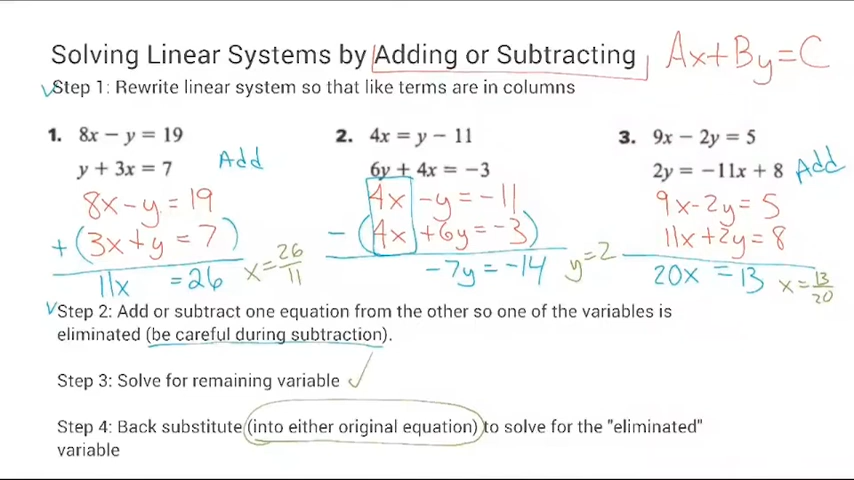 Solving Linear Systems by Adding or Subtracting Ax+By=C
Step 1: Rewrite linear system so that like terms are in columns
1. 8x − y = 19
y + 3x = 7 Add
8x-y=19
+(3x+y=7)
11x =26 x=26/11
2. 4x = y − 11
6y + 4x = −3
4x-y=-11
-(4x+6y=-3)
-7y=-14 y=2
3. 9x − 2y = 5
2y = −11x + 8 Add
9x-2y=5
11x+2y=8
20x =13 x=13/20
Step 2: Add or subtract one equation from the other so one of the variables is
eliminated (be careful during subtraction).
Step 3: Solve for remaining variable
Step 4: Back substitute (into either original equation) to solve for the "eliminated"
variable